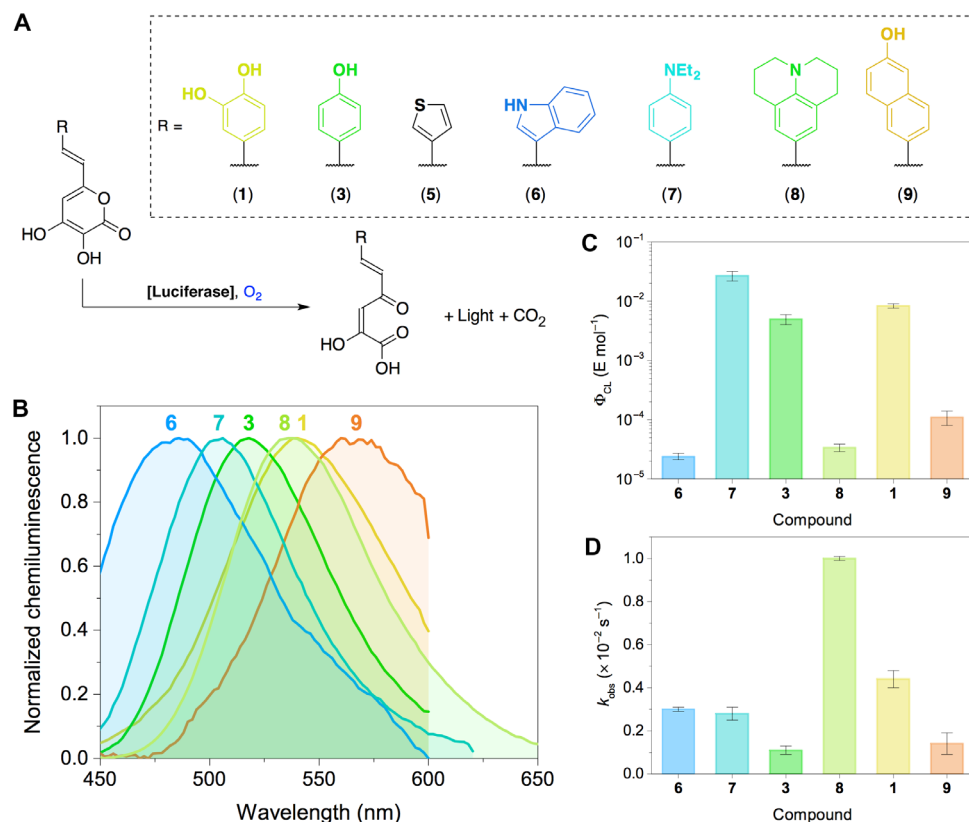 A
R =
OH
HO
(1)
OH
(3)
S
(5)
HN
(6)
NEt2
(7)
N
(8)
OH
(9)
R
O
O
HO
OH
[Luciferase], O2
R
O
O
HO
OH
+ Light + CO2
B
6 7 3 8 1 9
Normalized chemiluminescence
1.0
0.8
0.6
0.4
0.2
0.0
450 500 550 600 650
Wavelength (nm)
C
ΦCL (E mol−1)
10−1
10−2
10−3
10−4
10−5
6 7 3 8 1 9
Compound
D
kobs (× 10−2 s−1)
1.0
0.8
0.6
0.4
0.2
0.0
6 7 3 8 1 9
Compound